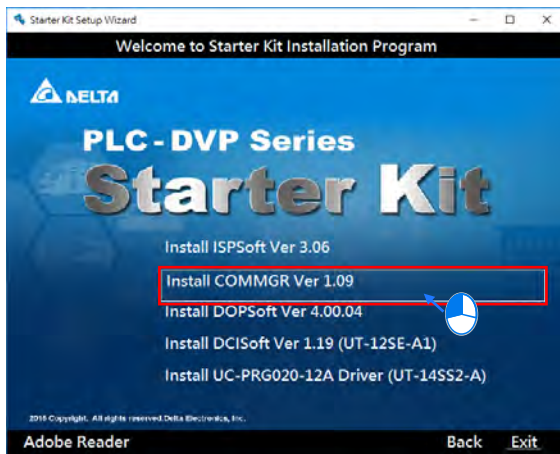 Starter Kit Setup Wizard
Welcome to Starter Kit Installation Program
DELTA
PLC-DVP Series
Starter Kit
Install ISPSoft Ver 3.06
Install COMMGR Ver 1.09
Install DOPSoft Ver 4.00.04
Install DCISoft Ver 1.19 (UT-12SE-A1)
Install UC-PRG020-12A Driver (UT-14SS2-A)
2016 Copyright. All rights reserved.Delta Electronics, Inc.
Adobe Reader Back Exit